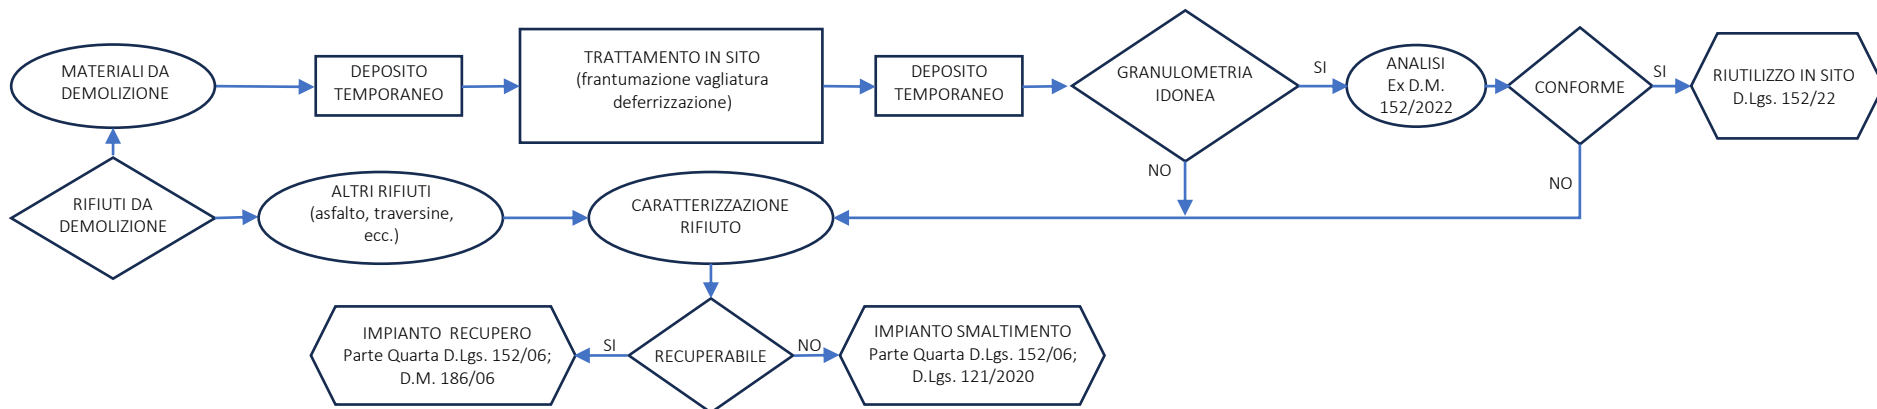 MATERIALI DA
DEMOLIZIONE
DEPOSITO
TEMPORANEO
TRATTAMENTO IN SITO
(frantumazione vagliatura
deferrizzazione)
DEPOSITO
TEMPORANEO
GRANULOMETRIA
IDONEA
SI
ANALISI
Ex D.M.
152/2022
CONFORME
SI
RIUTILIZZO IN SITO
D.Lgs. 152/22
NO
NO
RIFIUTI DA
DEMOLIZIONE
ALTRI RIFIUTI
(asfalto, traversine,
ecc.)
CARATTERIZZAZIONE
RIFIUTO
IMPIANTO RECUPERO
Parte Quarta D.Lgs. 152/06;
D.M. 186/06
SI
RECUPERABILE
NO
IMPIANTO SMALTIMENTO
Parte Quarta D.Lgs. 152/06;
D.Lgs. 121/2020